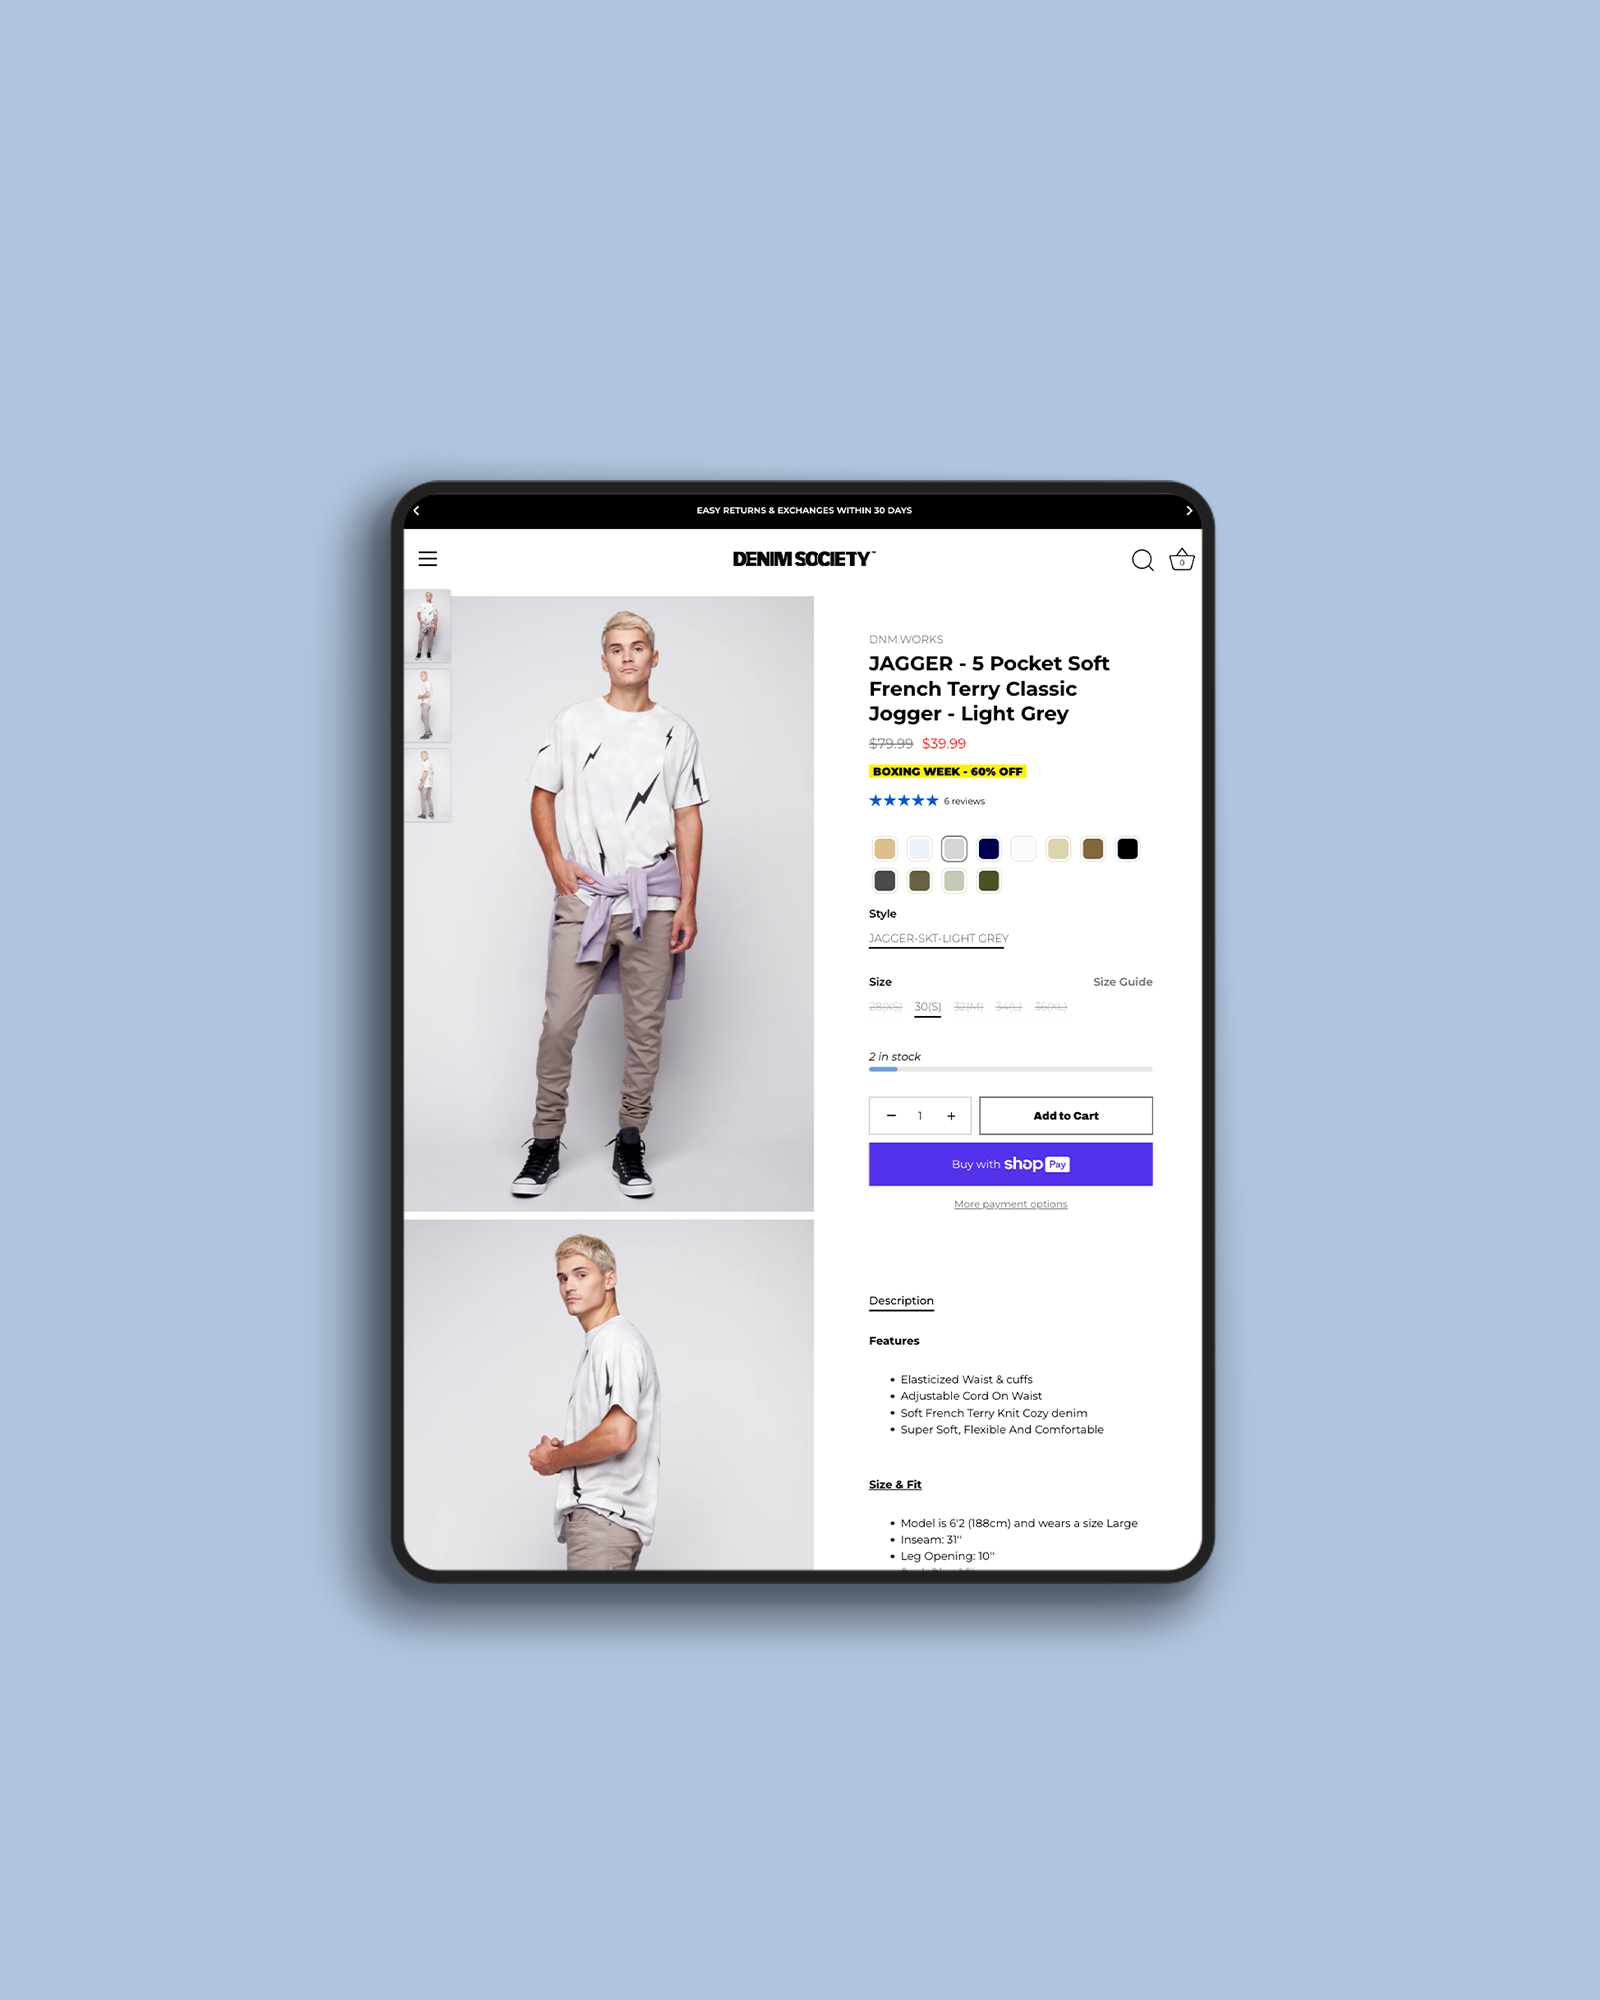 EASY RETURNS & EXCHANGES WITHIN 30 DAYS
DENIM SOCIETY™
0
DNM.WORKS
JAGGER - 5 Pocket Soft
French Terry Classic
Jogger - Light Grey
$79.99 $39.99
BOXING WEEK - 60% OFF
6 reviews
Style
JAGGER-SKT-LIGHT GREY
Size Size Guide
28(XS) 30(S) 32(M) 34(L) 36(XL)
2 in stock
− 1 + Add to Cart
Buy with shop Pay
More payment options
Description
Features
• Elasticized Waist & cuffs
• Adjustable Cord On Waist
• Soft French Terry Knit Cozy denim
• Super Soft, Flexible And Comfortable
Size & Fit
• Model is 6'2 (188cm) and wears a size Large
• Inseam: 31''
• Leg Opening: 10''